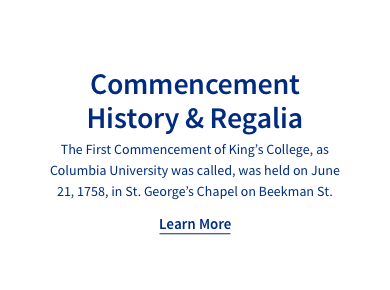 Commencement
History & Regalia
The First Commencement of King’s College, as
Columbia University was called, was held on June
21, 1758, in St. George’s Chapel on Beekman St.
Learn More